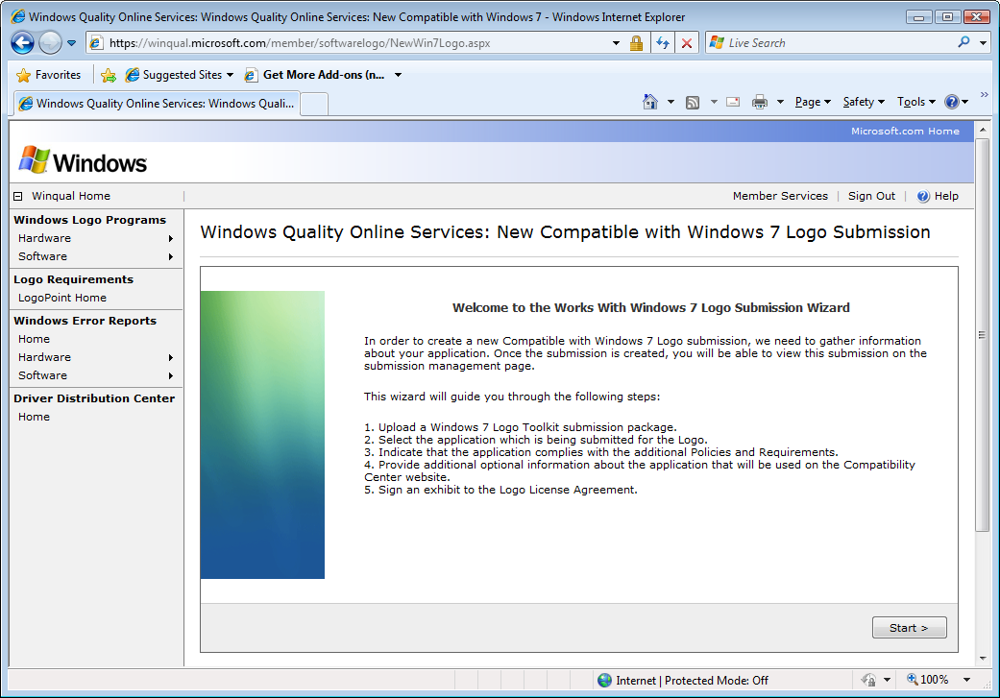 Windows Quality Online Services: Windows Quality Online Services: New Compatible with Windows 7 - Windows Internet Explorer
https://winqual.microsoft.com/member/softwarelogo/NewWin7Logo.aspx
Live Search
Favorites
Suggested Sites
Get More Add-ons (n...
Windows Quality Online Services: Windows Quali...
Page
Safety
Tools
Microsoft.com Home
Windows
Winqual Home
Member Services
Sign Out
Help
Windows Logo Programs
Hardware
Software
Logo Requirements
LogoPoint Home
Windows Error Reports
Home
Hardware
Software
Driver Distribution Center
Home
Windows Quality Online Services: New Compatible with Windows 7 Logo Submission
Welcome to the Works With Windows 7 Logo Submission Wizard
In order to create a new Compatible with Windows 7 Logo submission, we need to gather information
about your application. Once the submission is created, you will be able to view this submission on the
submission management page.
This wizard will guide you through the following steps:
1. Upload a Windows 7 Logo Toolkit submission package.
2. Select the application which is being submitted for the Logo.
3. Indicate that the application complies with the additional Policies and Requirements.
4. Provide additional optional information about the application that will be used on the Compatibility
Center website.
5. Sign an exhibit to the Logo License Agreement.
Start >
Internet | Protected Mode: Off
100%